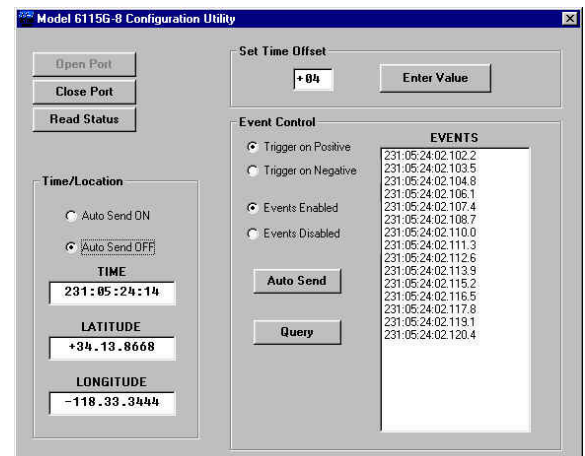 Model 6115G-8 Configuration Utility
Open Port
Close Port
Read Status
Set Time Offset
+04
Enter Value
Time/Location
Auto Send ON
Auto Send OFF
TIME
231:05:24:14
LATITUDE
+34.13.8668
LONGITUDE
-118.33.3444
Event Control
Trigger on Positive
Trigger on Negative
Events Enabled
Events Disabled
Auto Send
Query
EVENTS
231:05:24:02.102.2
231:05:24:02.103.5
231:05:24:02.104.8
231:05:24:02.106.1
231:05:24:02.107.4
231:05:24:02.108.7
231:05:24:02.110.0
231:05:24:02.111.3
231:05:24:02.112.6
231:05:24:02.113.9
231:05:24:02.115.2
231:05:24:02.116.5
231:05:24:02.117.8
231:05:24:02.119.1
231:05:24:02.120.4